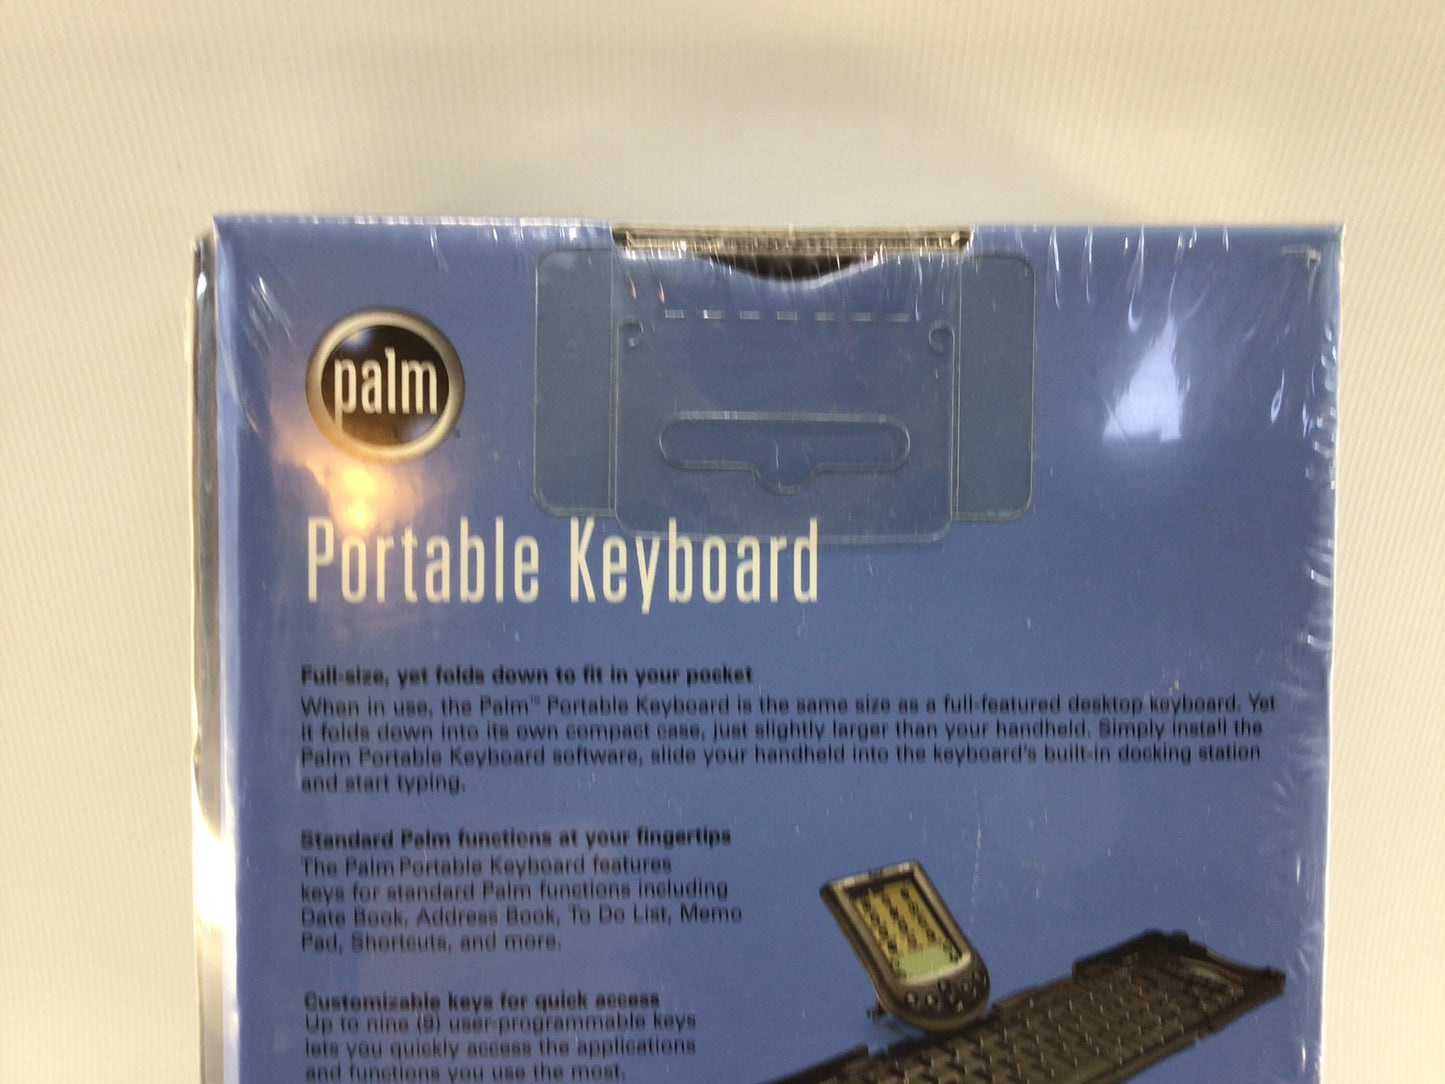 palm
Portable Keyboard
Full-size, yet folds down to fit in your pocket
When in use, the Palm™ Portable Keyboard is the same size as a full-featured desktop keyboard. Yet
it folds down into its own compact case, just slightly larger than your handheld. Simply install the
Palm Portable Keyboard software, slide your handheld into the keyboard's built-in docking station
and start typing.
Standard Palm functions at your fingertips
The Palm Portable Keyboard features
keys for standard Palm functions including
Date Book, Address Book, To Do List, Memo
Pad, Shortcuts, and more.
Customizable keys for quick access
Up to nine (9) user-programmable keys
lets you quickly access the applications
and functions you use the most.